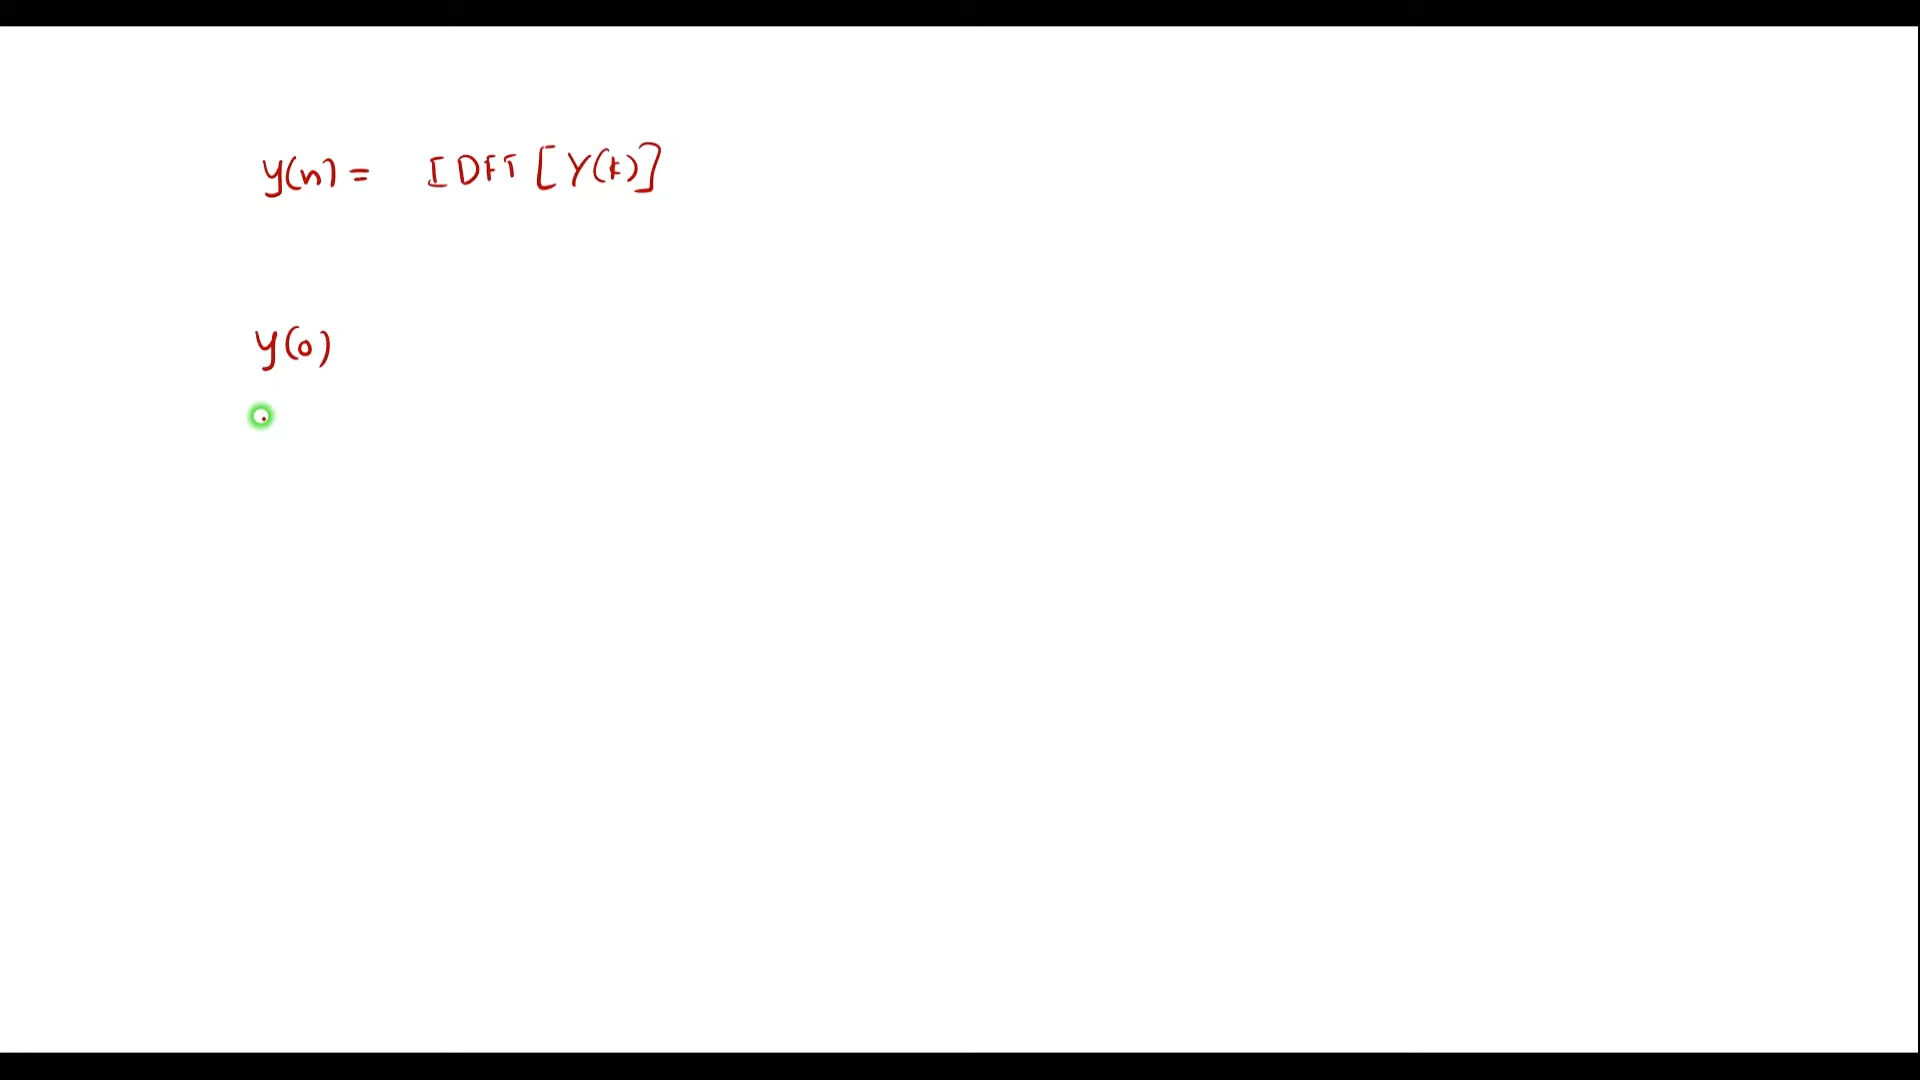 y(n) = IDFT [Y(k)]
y(0)